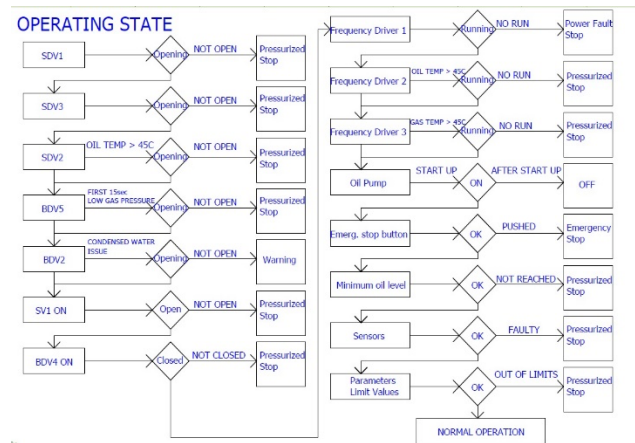 OPERATING STATE
SDV1
Opening
NOT OPEN
Pressurized
Stop
SDV3
Opening
NOT OPEN
Pressurized
Stop
SDV2
OIL TEMP > 45C
Opening
NOT OPEN
Pressurized
Stop
BDV5
FIRST 15sec
LOW GAS PRESSURE
Opening
NOT OPEN
Pressurized
Stop
BDV2
CONDENSED WATER
ISSUE
Opening
NOT OPEN
Warning
SV1 ON
Open
NOT OPEN
Pressurized
Stop
BDV4 ON
Closed
NOT CLOSED
Pressurized
Stop
Frequency Driver 1
Running
NO RUN
Power Fault
Stop
Frequency Driver 2
OIL TEMP > 45C
Running
NO RUN
Pressurized
Stop
Frequency Driver 3
GAS TEMP > 45C
Running
NO RUN
Pressurized
Stop
Oil Pump
START UP
ON
AFTER START UP
OFF
Emerg. stop button
OK
PUSHED
Emergency
Stop
Minimum oil level
OK
NOT REACHED
Pressurized
Stop
Sensors
OK
FAULTY
Pressurized
Stop
Parameters
Limit Values
OK
OUT OF LIMITS
Pressurized
Stop
NORMAL OPERATION